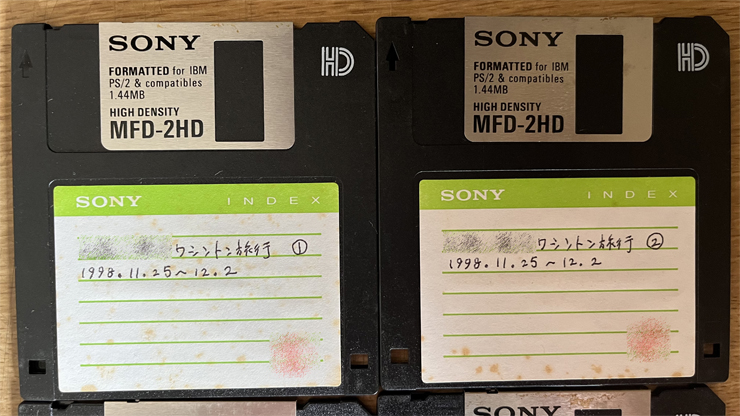 SONY
FORMATTED for IBM
PS/2 & compatibles
1.44MB
HIGH DENSITY
MFD-2HD
HD
SONY INDEX
ワシントン旅行 ①
1998.11.25~12.2
SONY
FORMATTED for IBM
PS/2 & compatibles
1.44MB
HIGH DENSITY
MFD-2HD
HD
SONY INDEX
ワシントン旅行 ②
1998.11.25~12.2
SONY
HD